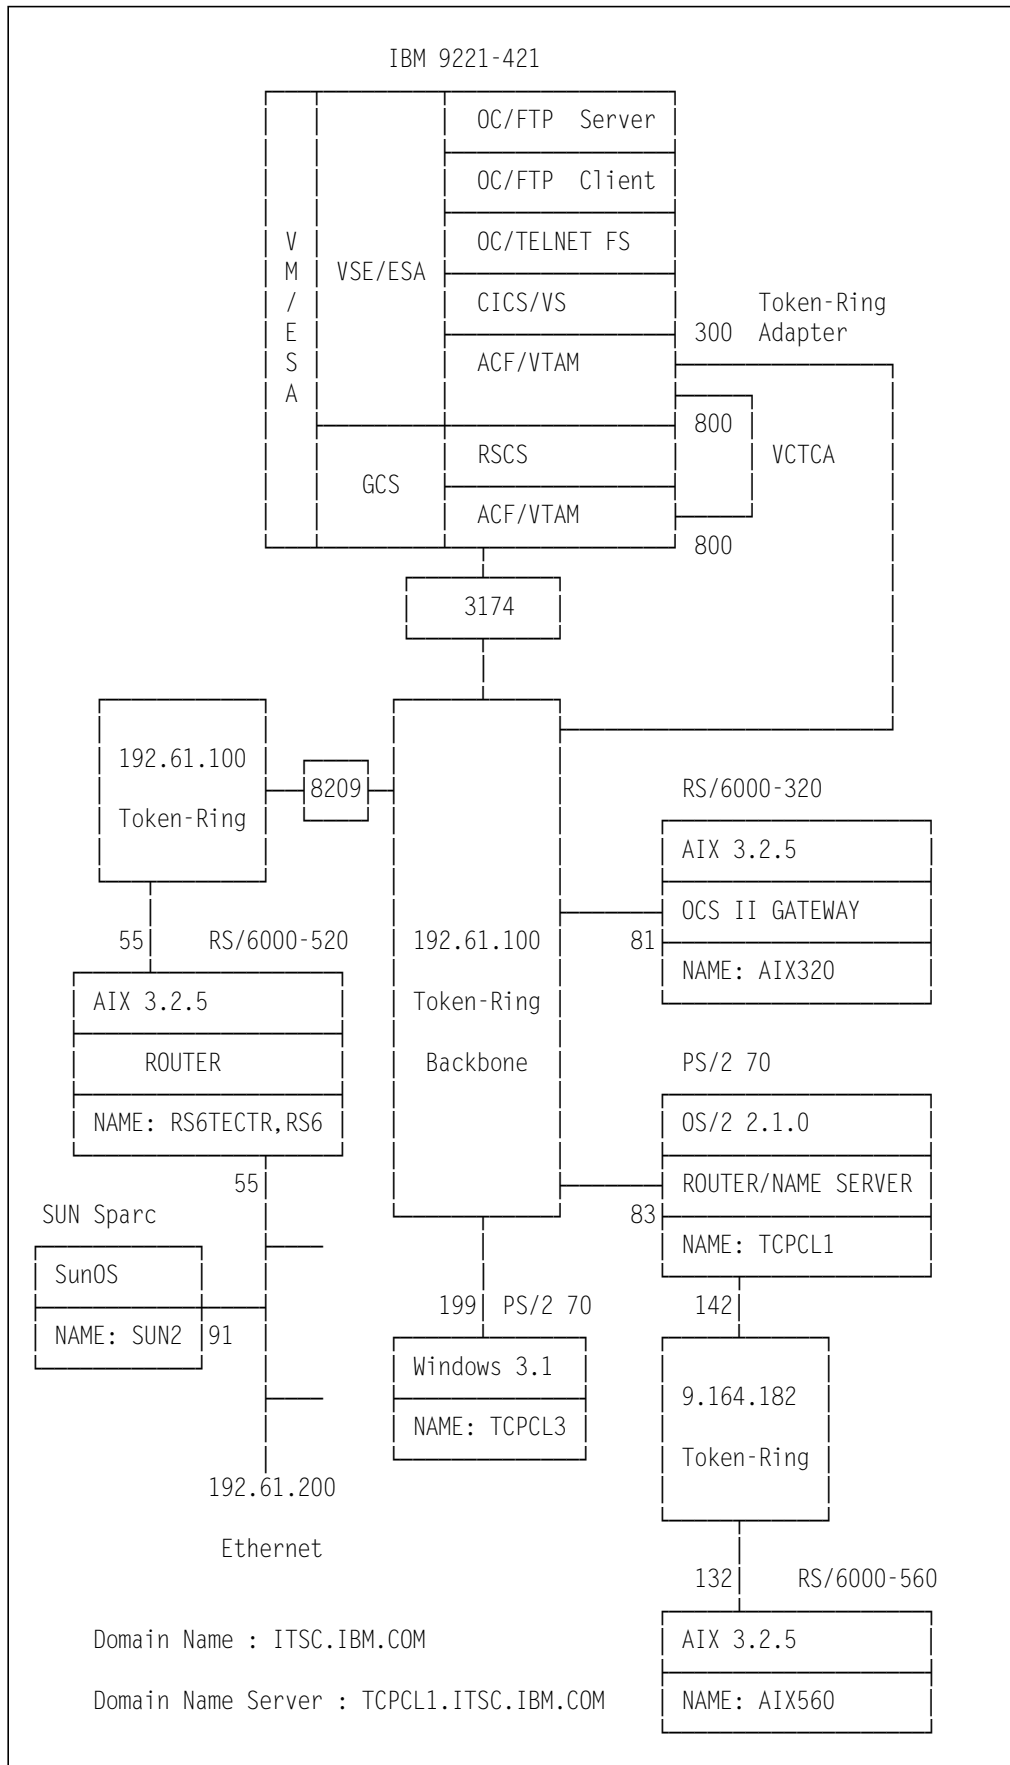 IBM 9221-421
OC/FTP Server
OC/FTP Client
VM/ESA
VSE/ESA
OC/TELNET FS
CICS/VS
300
Token-Ring
Adapter
ACF/VTAM
800
GCS
RSCS
VCTCA
ACF/VTAM
800
3174
192.61.100
Token-Ring
8209
RS/6000-320
AIX 3.2.5
OCS II GATEWAY
81
NAME: AIX320
55
RS/6000-520
AIX 3.2.5
ROUTER
NAME: RS6TECTR,RS6
55
192.61.100
Token-Ring
Backbone
PS/2 70
OS/2 2.1.0
ROUTER/NAME SERVER
83
NAME: TCPCL1
142
SUN Sparc
SunOS
NAME: SUN2
91
199
PS/2 70
Windows 3.1
NAME: TCPCL3
9.164.182
Token-Ring
192.61.200
Ethernet
132
RS/6000-560
AIX 3.2.5
NAME: AIX560
Domain Name : ITSC.IBM.COM
Domain Name Server : TCPCL1.ITSC.IBM.COM